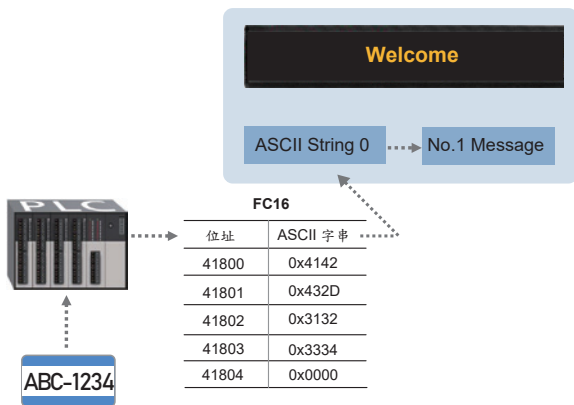 Welcome
ASCII String 0
No.1 Message
PLC
FC16
位址 ASCII 字串
41800 0x4142
41801 0x432D
41802 0x3132
41803 0x3334
41804 0x0000
ABC-1234